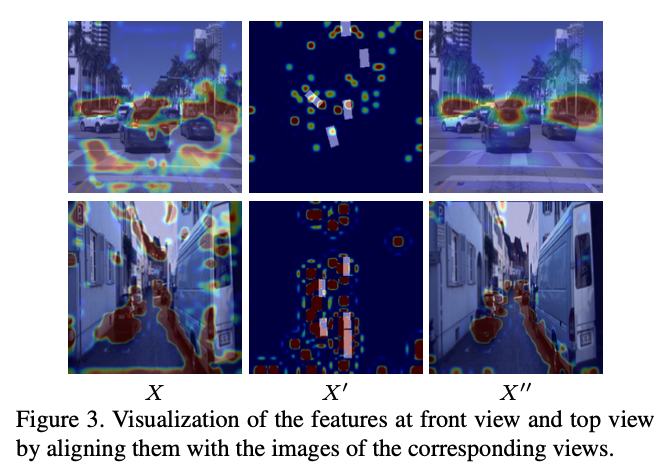 X X′ X′′
Figure 3. Visualization of the features at front view and top view
by aligning them with the images of the corresponding views.